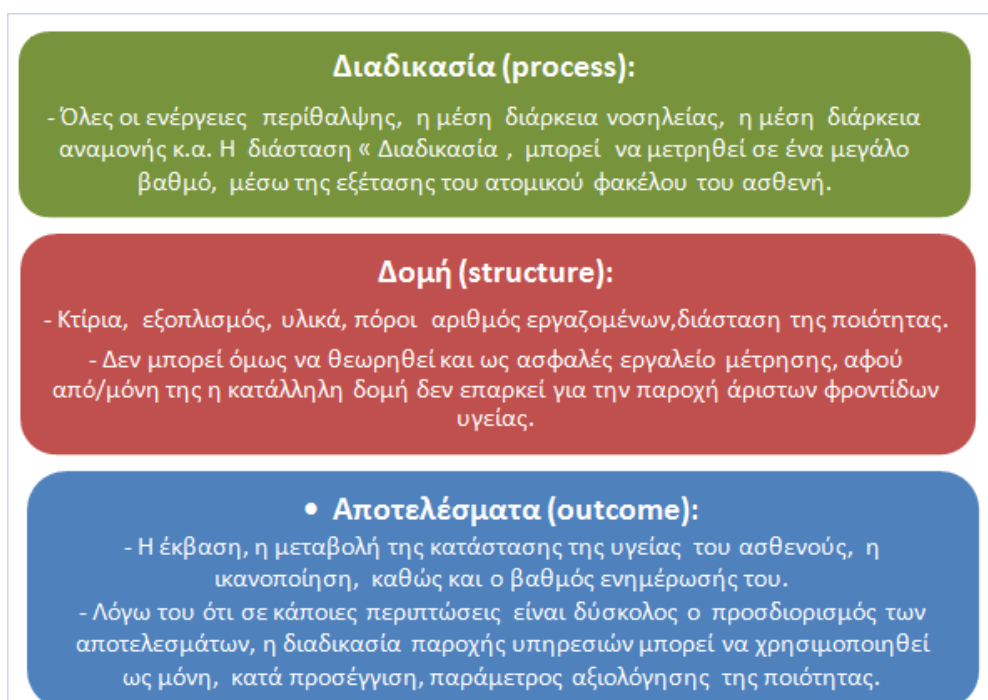 Διαδικασία (process):
- Όλες οι ενέργειες περίθαλψης, η μέση διάρκεια νοσηλείας, η μέση διάρκεια
αναμονής κ.α. Η διάσταση « Διαδικασία , μπορεί να μετρηθεί σε ένα μεγάλο
βαθμό, μέσω της εξέτασης του ατομικού φακέλου του ασθενή.
Δομή (structure):
- Κτίρια, εξοπλισμός, υλικά, πόροι αριθμός εργαζομένων,διάσταση της ποιότητας.
- Δεν μπορεί όμως να θεωρηθεί και ως ασφαλές εργαλείο μέτρησης, αφού
από/μόνη της η κατάλληλη δομή δεν επαρκεί για την παροχή άριστων φροντίδων
υγείας.
• Αποτελέσματα (outcome):
- Η έκβαση, η μεταβολή της κατάστασης της υγείας του ασθενούς, η
ικανοποίηση, καθώς και ο βαθμός ενημέρωσής του.
- Λόγω του ότι σε κάποιες περιπτώσεις είναι δύσκολος ο προσδιορισμός των
αποτελεσμάτων, η διαδικασία παροχής υπηρεσιών μπορεί να χρησιμοποιηθεί
ως μόνη, κατά προσέγγιση, παράμετρος αξιολόγησης της ποιότητας.